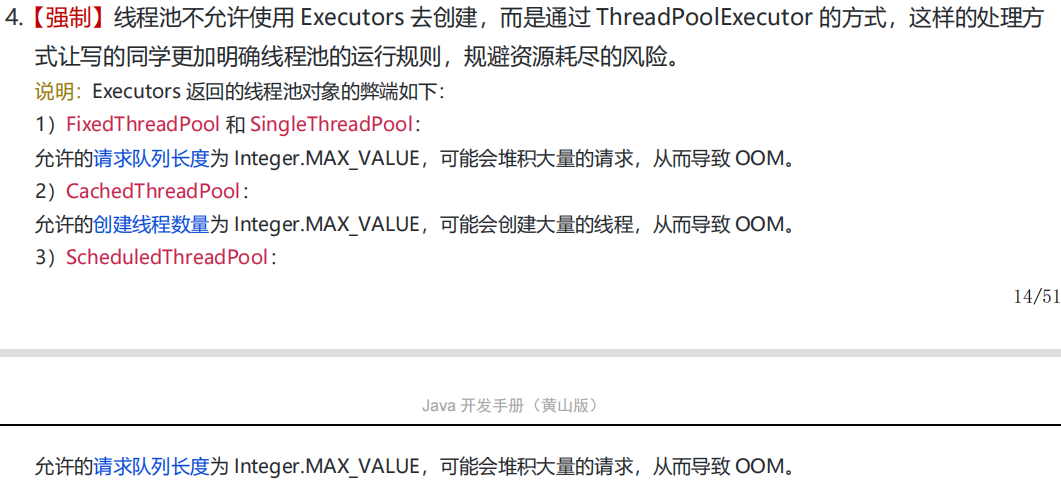 4.【强制】线程池不允许使用 Executors 去创建，而是通过 ThreadPoolExecutor 的方式，这样的处理方
式让写的同学更加明确线程池的运行规则，规避资源耗尽的风险。
说明：Executors 返回的线程池对象的弊端如下：
1）FixedThreadPool 和 SingleThreadPool：
允许的请求队列长度为 Integer.MAX_VALUE，可能会堆积大量的请求，从而导致 OOM。
2）CachedThreadPool：
允许的创建线程数量为 Integer.MAX_VALUE，可能会创建大量的线程，从而导致 OOM。
3）ScheduledThreadPool：
14/51
Java 开发手册（黄山版）
允许的请求队列长度为 Integer.MAX_VALUE，可能会堆积大量的请求，从而导致 OOM。